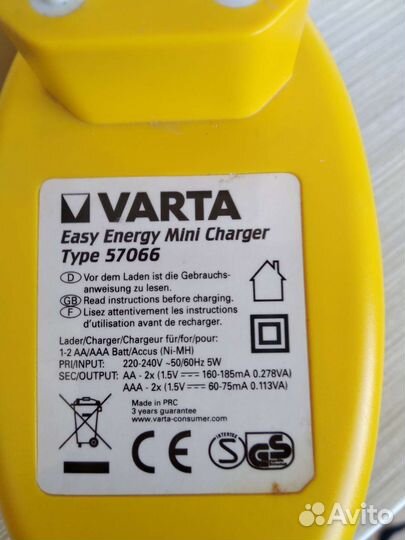 VARTA
Easy Energy Mini Charger
Type 57066
D Vor dem Laden ist die Gebrauchs-
anweisung zu lesen.
GB Read instructions before charging.
F Lisez attentivement les instructions
d'utilisation avant de recharger.
Lader/Charger/Chargeur für/for/pour:
1-2 AA/AAA Batt/Accus (Ni-MH)
PRI/INPUT: 220-240V ~50/60Hz 5W
SEC/OUTPUT: AA - 2x (1.5V ⎓ 160-185mA 0.278VA)
AAA - 2x (1.5V ⎓ 60-75mA 0.113VA)
Made in PRC
3 years guarantee
www.varta-consumer.com
CE
INTERTEK
S
GS
Avito